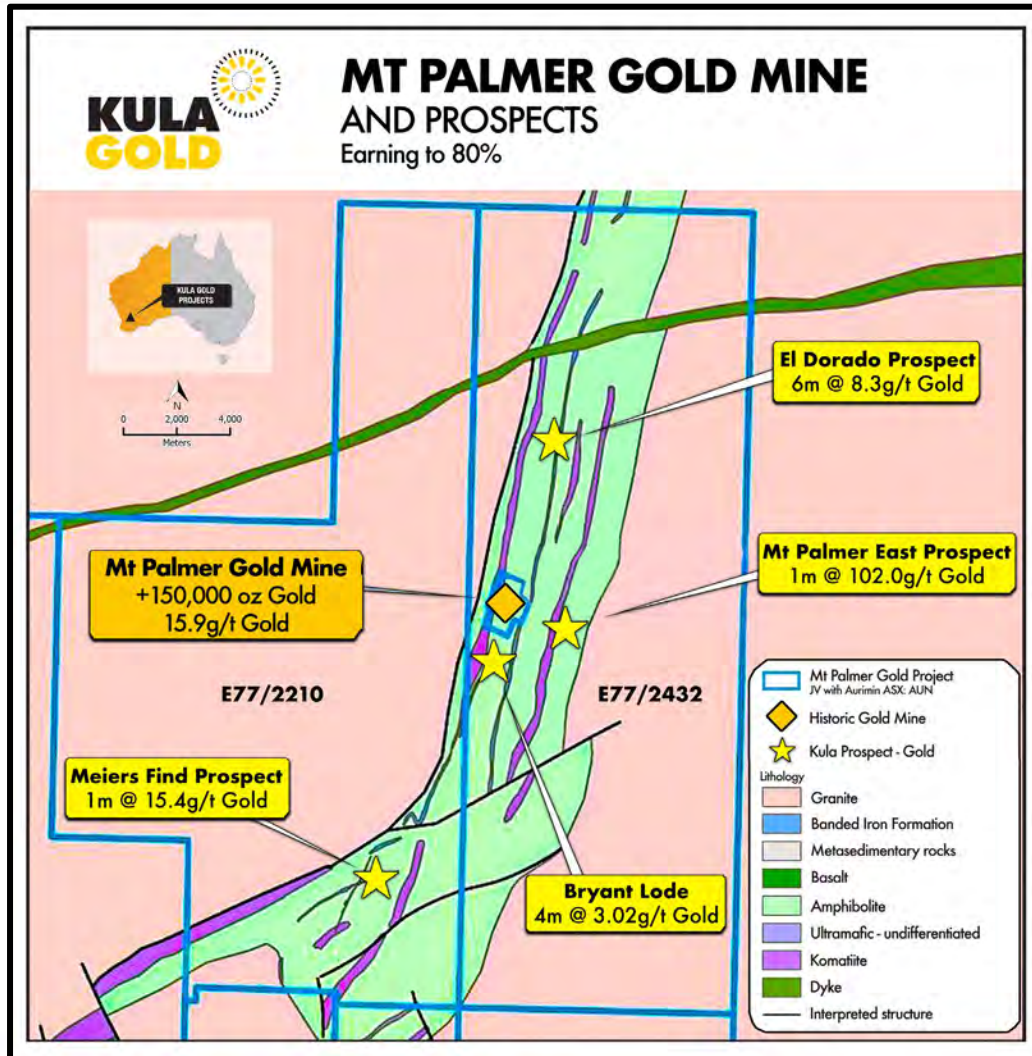 KULA
GOLD
MT PALMER GOLD MINE
AND PROSPECTS
Earning to 80%
KULA GOLD
PROJECTS
N
0 2,000 4,000
Meters
El Dorado Prospect
6m @ 8.3g/t Gold
Mt Palmer Gold Mine
+150,000 oz Gold
15.9g/t Gold
Mt Palmer East Prospect
1m @ 102.0g/t Gold
E77/2210
E77/2432
Meiers Find Prospect
1m @ 15.4g/t Gold
Bryant Lode
4m @ 3.02g/t Gold
Mt Palmer Gold Project
JV with Aurimin ASX: AUN
Historic Gold Mine
Kula Prospect - Gold
Lithology
Granite
Banded Iron Formation
Metasedimentary rocks
Basalt
Amphibolite
Ultramafic - undifferentiated
Komatiite
Dyke
Interpreted structure